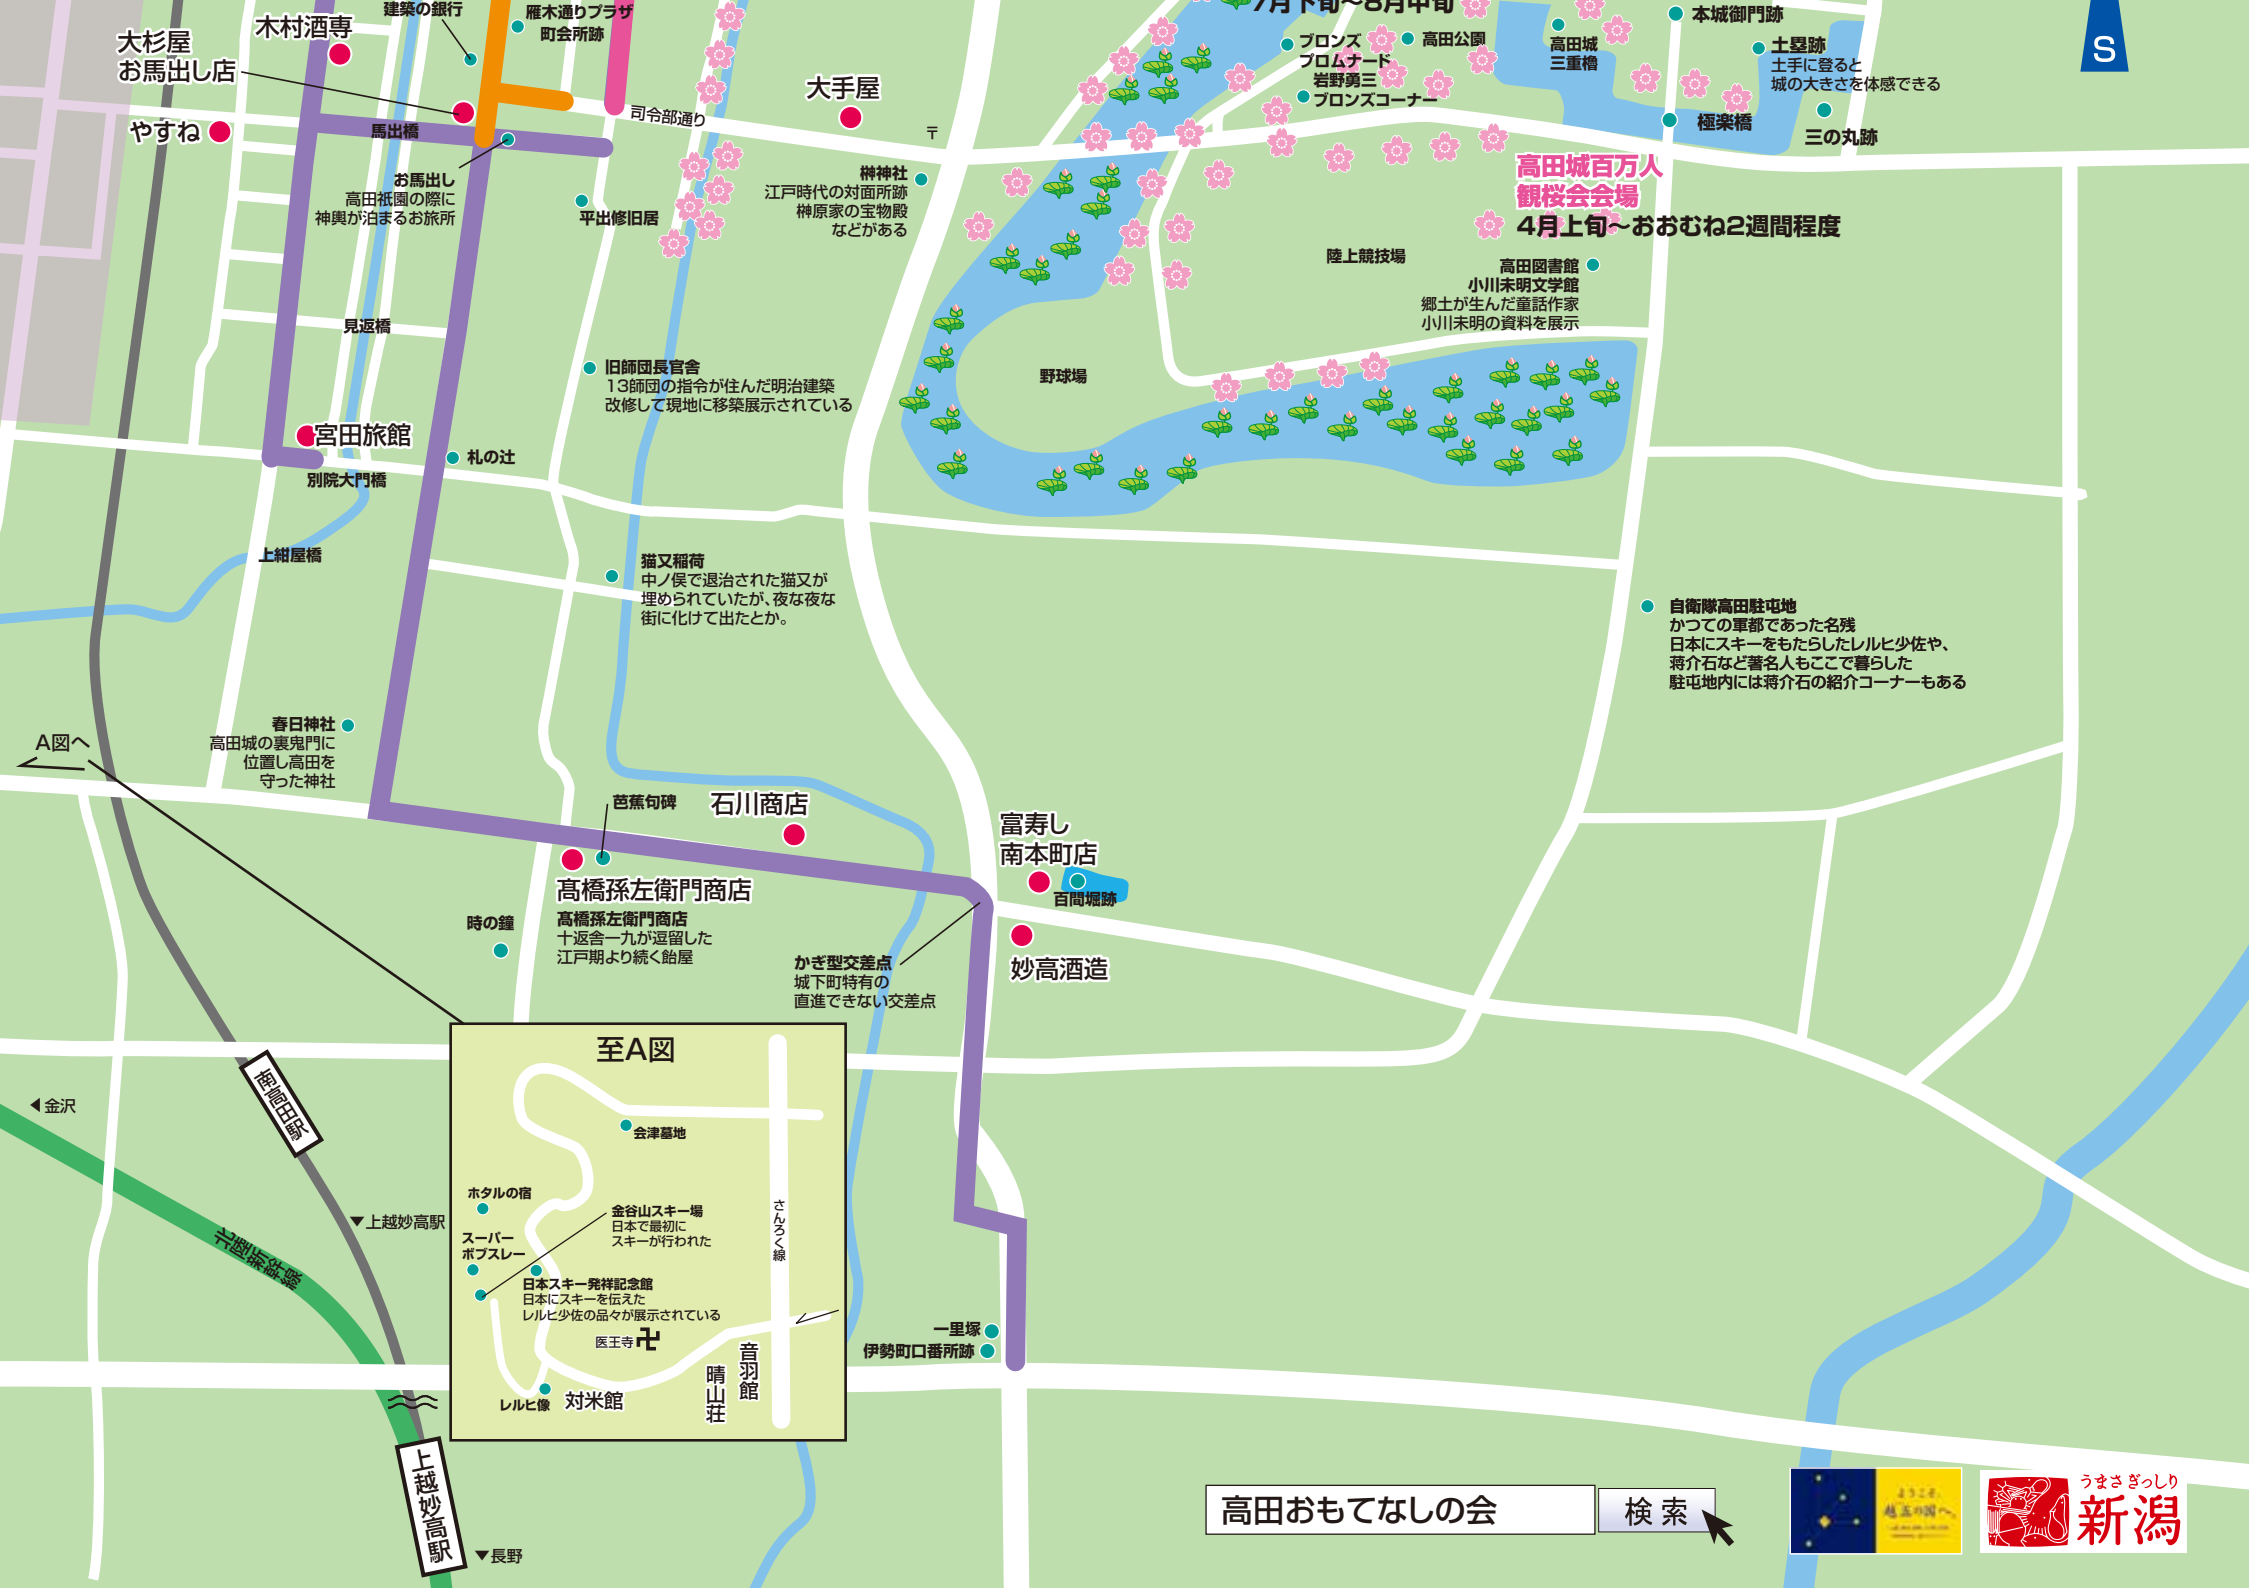 建築の銀行
雁木通りプラザ
町会所跡
木村酒専
大杉屋
お馬出し店
やすね
馬出橋
お馬出し
高田祇園の際に
神輿が泊まるお旅所
司令部通り
大手屋
〒
平出修旧居
榊神社
江戸時代の対面所跡
榊原家の宝物殿
などがある
7月下旬～8月中旬
ブロンズ
プロムナード
岩野勇三
ブロンズコーナー
高田公園
高田城
三重櫓
本城御門跡
土塁跡
土手に登ると
城の大きさを体感できる
極楽橋
三の丸跡
S
高田城百万人
観桜会会場
4月上旬～おおむね2週間程度
陸上競技場
高田図書館
小川未明文学館
郷土が生んだ童話作家
小川未明の資料を展示
見返橋
旧師団長官舎
13師団の指令が住んだ明治建築
改修して現地に移築展示されている
野球場
宮田旅館
別院大門橋
札の辻
上紺屋橋
猫又稲荷
中ノ俣で退治された猫又が
埋められていたが、夜な夜な
街に化けて出たとか。
自衛隊高田駐屯地
かつての軍都であった名残
日本にスキーをもたらしたレルヒ少佐や、
蒋介石など著名人もここで暮らした
駐屯地内には蒋介石の紹介コーナーもある
春日神社
高田城の裏鬼門に
位置し高田を
守った神社
A図へ
芭蕉句碑
石川商店
富寿し
南本町店
百間堀跡
髙橋孫左衛門商店
髙橋孫左衛門商店
十返舎一九が逗留した
江戸期より続く飴屋
時の鐘
かぎ型交差点
城下町特有の
直進できない交差点
妙高酒造
南高田駅
◀金沢
▼上越妙高駅
北陸新幹線
至A図
会津墓地
ホタルの宿
スーパー
ボブスレー
金谷山スキー場
日本で最初に
スキーが行われた
さんろく線
日本スキー発祥記念館
日本にスキーを伝えた
レルヒ少佐の品々が展示されている
医王寺卍
音羽館
晴山荘
レルヒ像
対米館
一里塚
伊勢町口番所跡
上越妙高駅
▼長野
高田おもてなしの会
検索
ようこそ。
越五の国へ。
うまさぎっしり
新潟